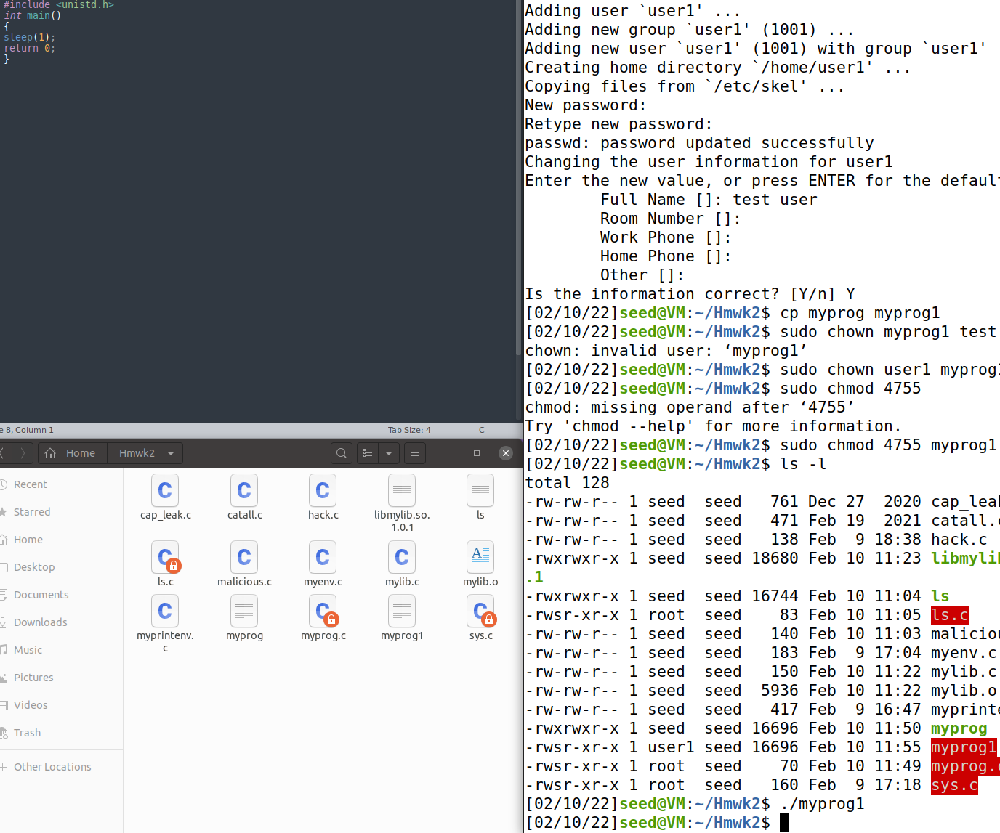 #include <unistd.h>
int main()
{
sleep(1);
return 0;
}
e 8, Column 1
Tab Size: 4
C
Home
Hmwk2
Recent
Starred
Home
Desktop
Documents
Downloads
Music
Pictures
Videos
Trash
Other Locations
cap_leak.c
catall.c
hack.c
libmylib.so.
1.0.1
ls
ls.c
malicious.c
myenv.c
mylib.c
mylib.o
myprintenv.
c
myprog
myprog.c
myprog1
sys.c
Adding user `user1' ...
Adding new group `user1' (1001) ...
Adding new user `user1' (1001) with group `user1'
Creating home directory `/home/user1' ...
Copying files from `/etc/skel' ...
New password:
Retype new password:
passwd: password updated successfully
Changing the user information for user1
Enter the new value, or press ENTER for the default
Full Name []: test user
Room Number []:
Work Phone []:
Home Phone []:
Other []:
Is the information correct? [Y/n] Y
[02/10/22]seed@VM:~/Hmwk2$ cp myprog myprog1
[02/10/22]seed@VM:~/Hmwk2$ sudo chown myprog1 test
chown: invalid user: ‘myprog1’
[02/10/22]seed@VM:~/Hmwk2$ sudo chown user1 myprog1
[02/10/22]seed@VM:~/Hmwk2$ sudo chmod 4755
chmod: missing operand after ‘4755’
Try 'chmod --help' for more information.
[02/10/22]seed@VM:~/Hmwk2$ sudo chmod 4755 myprog1
[02/10/22]seed@VM:~/Hmwk2$ ls -l
total 128
-rw-rw-r-- 1 seed  seed   761 Dec 27  2020 cap_leak
-rw-rw-r-- 1 seed  seed   471 Feb 19  2021 catall.c
-rw-rw-r-- 1 seed  seed   138 Feb  9 18:38 hack.c
-rwxrwxr-x 1 seed  seed 18680 Feb 10 11:23 libmylib
.1
-rwxrwxr-x 1 seed  seed 16744 Feb 10 11:04 ls
-rwsr-xr-x 1 root  seed    83 Feb 10 11:05 ls.c
-rw-rw-r-- 1 seed  seed   140 Feb 10 11:03 maliciou
-rw-rw-r-- 1 seed  seed   183 Feb  9 17:04 myenv.c
-rw-rw-r-- 1 seed  seed   150 Feb 10 11:22 mylib.c
-rw-rw-r-- 1 seed  seed  5936 Feb 10 11:22 mylib.o
-rw-rw-r-- 1 seed  seed   417 Feb  9 16:47 myprinte
-rwxrwxr-x 1 seed  seed 16696 Feb 10 11:50 myprog
-rwsr-xr-x 1 user1 seed 16696 Feb 10 11:55 myprog1
-rwsr-xr-x 1 root  seed    70 Feb 10 11:49 myprog.c
-rwsr-xr-x 1 root  seed   160 Feb  9 17:18 sys.c
[02/10/22]seed@VM:~/Hmwk2$ ./myprog1
[02/10/22]seed@VM:~/Hmwk2$